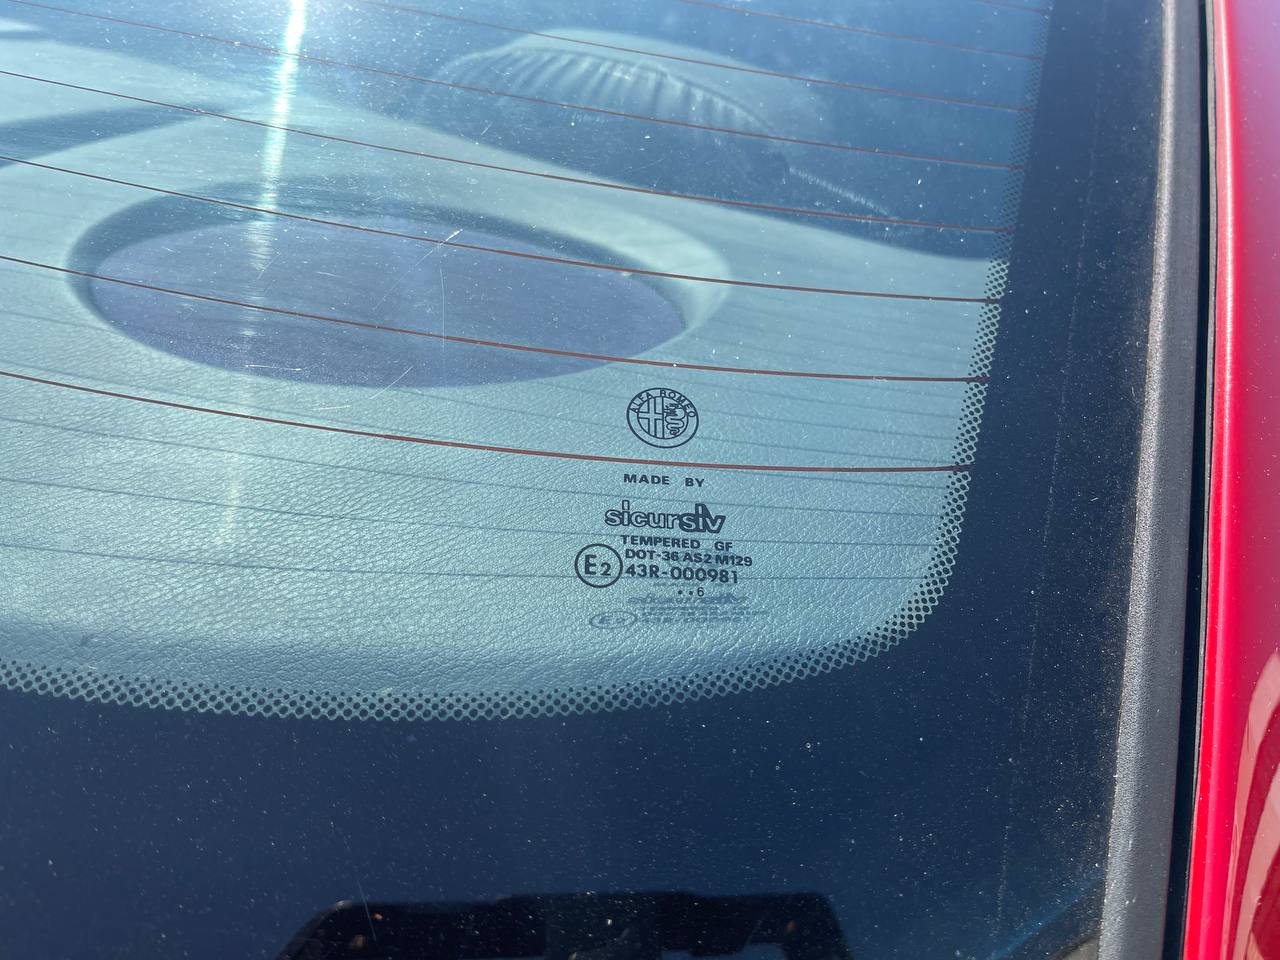 ALFA ROMEO
MADE BY
sicursiv
TEMPERED GF
DOT-36 AS2 M129
E2 43R-000981
..6